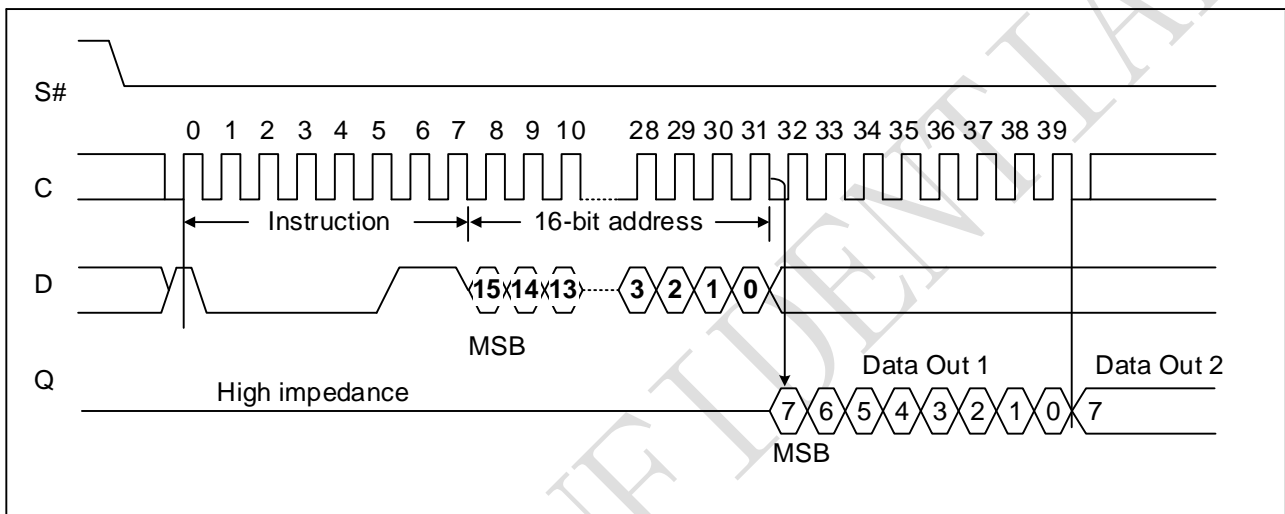 S#
0 1 2 3 4 5 6 7 8 9 10 28 29 30 31 32 33 34 35 36 37 38 39
C
Instruction 16-bit address
D
15 14 13 3 2 1 0
MSB
Data Out 1 Data Out 2
Q
High impedance
7 6 5 4 3 2 1 0 7
MSB
FIDENTIA